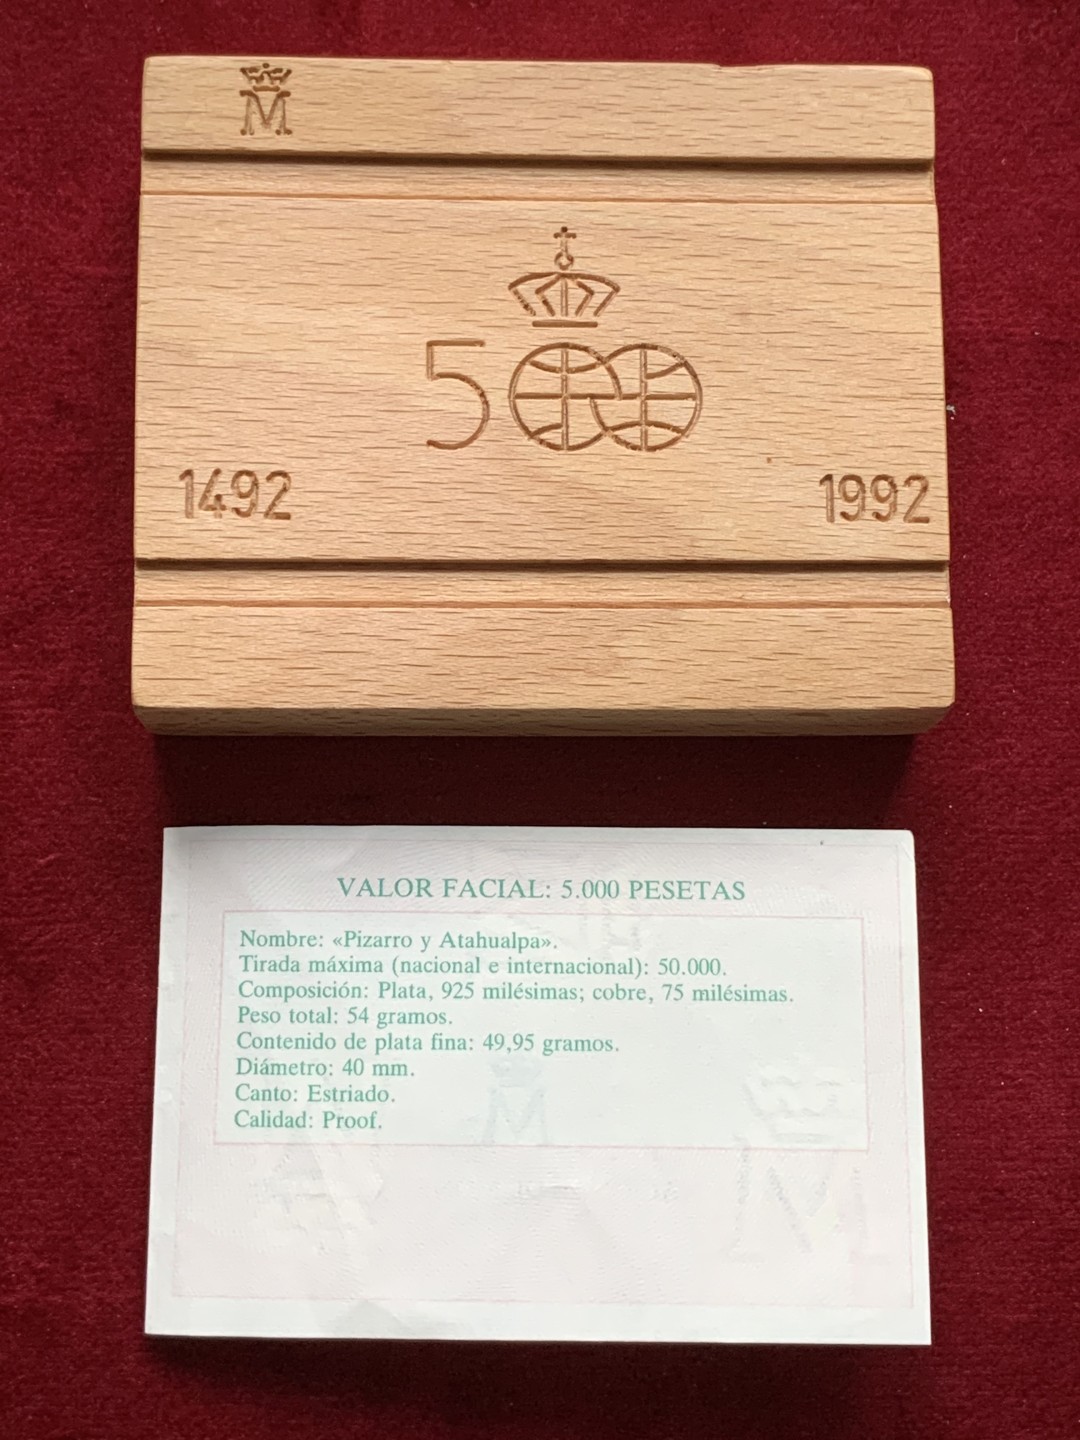 M
500
1492 1992
VALOR FACIAL: 5.000 PESETAS
Nombre: «Pizarro y Atahualpa».
Tirada máxima (nacional e internacional): 50.000.
Composición: Plata, 925 milésimas; cobre, 75 milésimas.
Peso total: 54 gramos.
Contenido de plata fina: 49,95 gramos.
Diámetro: 40 mm.
Canto: Estriado.
Calidad: Proof.
M
M